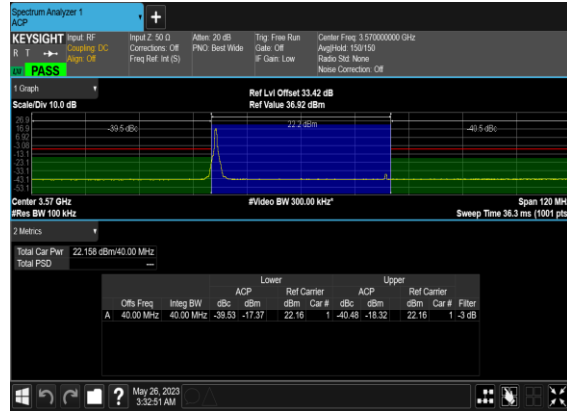 Spectrum Analyzer 1
ACP
+
KEYSIGHT Input: RF Input Z: 50 Ω Atten: 20 dB Trig: Free Run Center Freq: 3.570000000 GHz
R T Coupling: DC Corrections: Off PNO: Best Wide Gate: Off Avg|Hold: 150/150
Align: Off Freq Ref: Int (S) IF Gain: Low Radio Std: None
PASS Noise Correction: Off
1 Graph
Ref Lvl Offset 33.42 dB
Scale/Div 10.0 dB Ref Value 36.92 dBm
26.9
16.9 -39.5 dBc 22.2 dBm -40.5 dBc
6.92
-3.08
-13.1
-23.1
-33.1
-43.1
-53.1
Center 3.57 GHz #Video BW 300.00 kHz* Span 120 MHz
#Res BW 100 kHz Sweep Time 36.3 ms (1001 pts
2 Metrics
Total Car Pwr 22.158 dBm/40.00 MHz
Total PSD ---
Lower Upper
ACP Ref Carrier ACP Ref Carrier
Offs Freq Integ BW dBc dBm dBm Car # dBc dBm dBm Car # Filter
A 40.00 MHz 40.00 MHz -39.53 -17.37 22.16 1 -40.48 -18.32 22.16 1 -3 dB
? May 26, 2023
3:32:51 AM